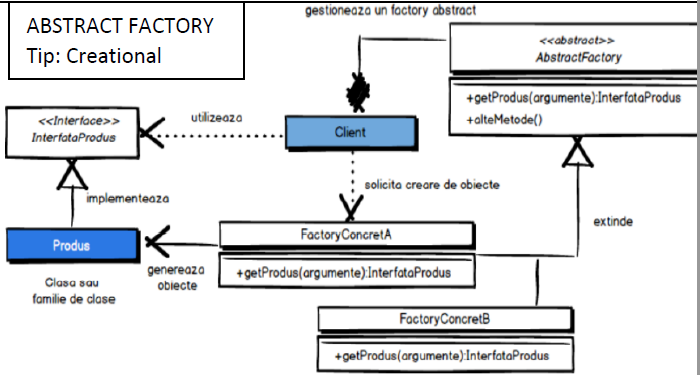 ABSTRACT FACTORY
Tip: Creational
gestioneaza un factory abstract
<<abstract>>
AbstractFactory
+getProdus(argumente):InterfataProdus
+alteMetode()
<<Interface>>
InterfataProdus
utilizeaza
Client
implementeaza
solicita creare de obiecte
Produs
Clasa sau
familie de clase
genereaza
obiecte
FactoryConcretA
+getProdus(argumente):InterfataProdus
extinde
FactoryConcretB
+getProdus(argumente):InterfataProdus